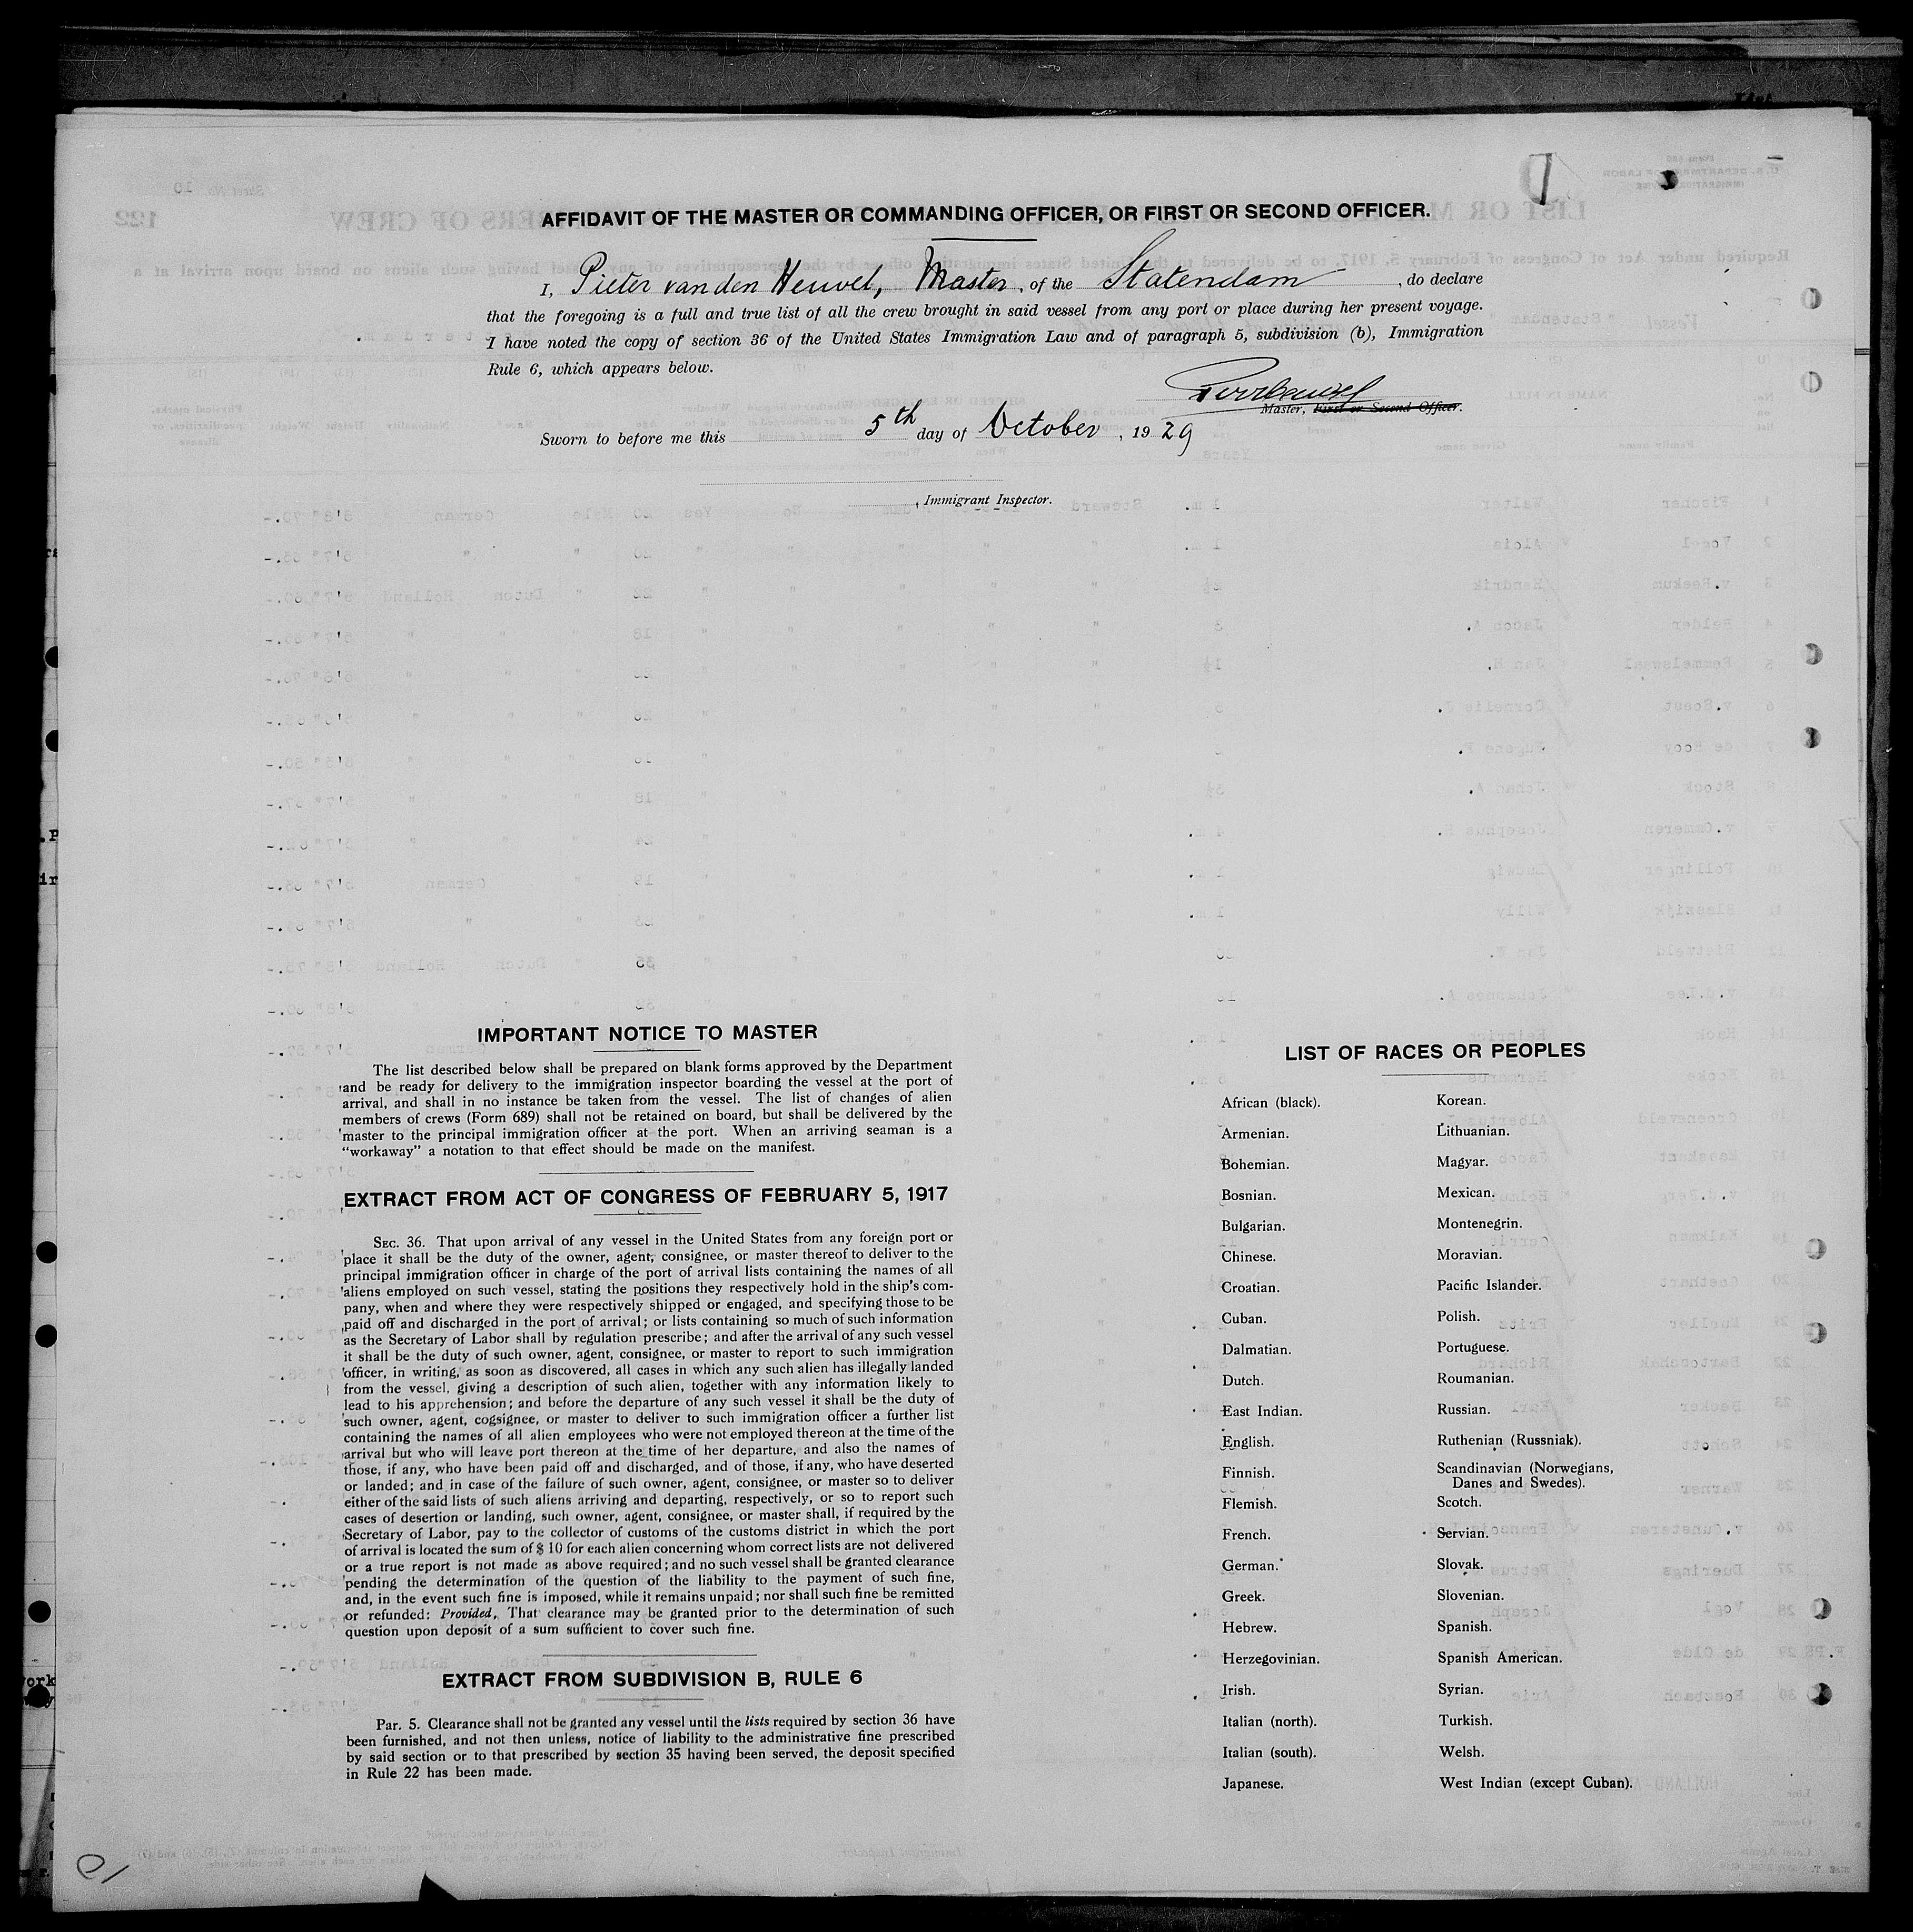 AFFIDAVIT OF THE MASTER OR COMMANDING OFFICER, OR FIRST OR SECOND OFFICER.
I, Pieter van den Heuvel, Master, of the Statendam, do declare
that the foregoing is a full and true list of all the crew brought in said vessel from any port or place during her present voyage.
I have noted the copy of section 36 of the United States Immigration Law and of paragraph 5, subdivision (b), Immigration
Rule 6, which appears below.
Master, First or Second Officer.
Sworn to before me this 5th day of October, 1929
, Immigrant Inspector.
IMPORTANT NOTICE TO MASTER
The list described below shall be prepared on blank forms approved by the Department
and be ready for delivery to the immigration inspector boarding the vessel at the port of
arrival, and shall in no instance be taken from the vessel. The list of changes of alien
members of crews (Form 689) shall not be retained on board, but shall be delivered by the
master to the principal immigration officer at the port. When an arriving seaman is a
“workaway” a notation to that effect should be made on the manifest.
EXTRACT FROM ACT OF CONGRESS OF FEBRUARY 5, 1917
SEC. 36. That upon arrival of any vessel in the United States from any foreign port or
place it shall be the duty of the owner, agent, consignee, or master thereof to deliver to the
principal immigration officer in charge of the port of arrival lists containing the names of all
aliens employed on such vessel, stating the positions they respectively hold in the ship's com-
pany, when and where they were respectively shipped or engaged, and specifying those to be
paid off and discharged in the port of arrival; or lists containing so much of such information
as the Secretary of Labor shall by regulation prescribe; and after the arrival of any such vessel
it shall be the duty of such owner, agent, consignee, or master to report to such immigration
officer, in writing, as soon as discovered, all cases in which any such alien has illegally landed
from the vessel, giving a description of such alien, together with any information likely to
lead to his apprehension; and before the departure of any such vessel it shall be the duty of
such owner, agent, cogsignee, or master to deliver to such immigration officer a further list
containing the names of all alien employees who were not employed thereon at the time of the
arrival but who will leave port thereon at the time of her departure, and also the names of
those, if any, who have been paid off and discharged, and of those, if any, who have deserted
or landed; and in case of the failure of such owner, agent, consignee, or master so to deliver
either of the said lists of such aliens arriving and departing, respectively, or so to report such
cases of desertion or landing, such owner, agent, consignee, or master shall, if required by the
Secretary of Labor, pay to the collector of customs of the customs district in which the port
of arrival is located the sum of $ 10 for each alien concerning whom correct lists are not delivered
or a true report is not made as above required; and no such vessel shall be granted clearance
pending the determination of the question of the liability to the payment of such fine,
and, in the event such fine is imposed, while it remains unpaid; nor shall such fine be remitted
or refunded: Provided, That clearance may be granted prior to the determination of such
question upon deposit of a sum sufficient to cover such fine.
EXTRACT FROM SUBDIVISION B, RULE 6
Par. 5. Clearance shall not be granted any vessel until the lists required by section 36 have
been furnished, and not then unless, notice of liability to the administrative fine prescribed
by said section or to that prescribed by section 35 having been served, the deposit specified
in Rule 22 has been made.
LIST OF RACES OR PEOPLES
African (black).
Armenian.
Bohemian.
Bosnian.
Bulgarian.
Chinese.
Croatian.
Cuban.
Dalmatian.
Dutch.
East Indian.
English.
Finnish.
Flemish.
French.
German.
Greek.
Hebrew.
Herzegovinian.
Irish.
Italian (north).
Italian (south).
Japanese.
Korean.
Lithuanian.
Magyar.
Mexican.
Montenegrin.
Moravian.
Pacific Islander.
Polish.
Portuguese.
Roumanian.
Russian.
Ruthenian (Russniak).
Scandinavian (Norwegians,
Danes and Swedes).
Scotch.
Servian.
Slovak.
Slovenian.
Spanish.
Spanish American.
Syrian.
Turkish.
Welsh.
West Indian (except Cuban).